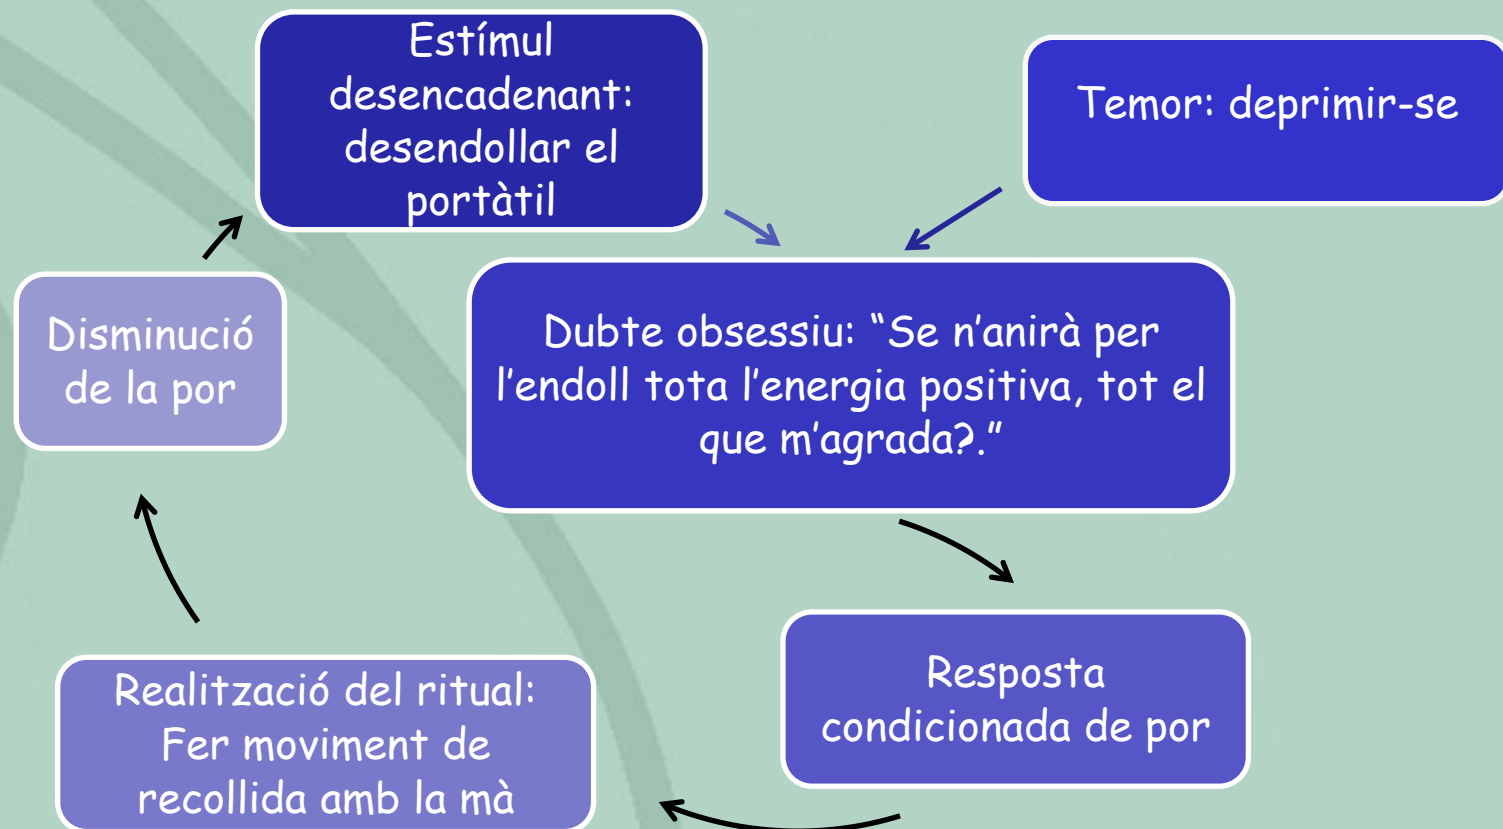 Estímul
desencadenant:
desendollar el
portàtil
Temor: deprimir-se
Dubte obsessiu: “Se n’anirà per
l’endoll tota l’energia positiva, tot el
que m’agrada?.”
Resposta
condicionada de por
Realització del ritual:
Fer moviment de
recollida amb la mà
Disminució
de la por